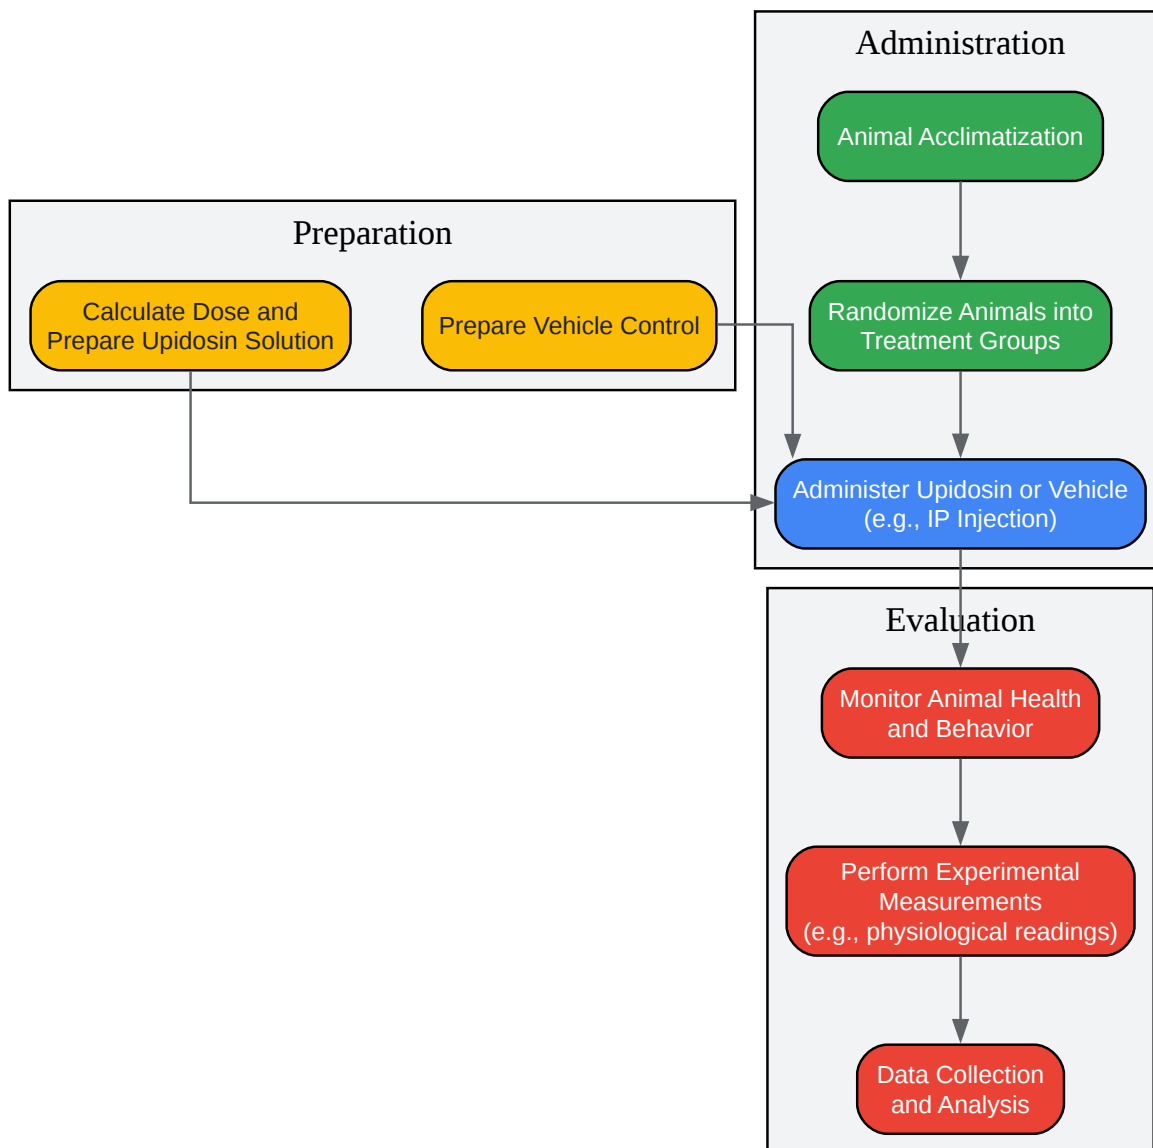 Administration
Animal Acclimatization
Preparation
Calculate Dose and
Prepare Upidosin Solution
Prepare Vehicle Control
Randomize Animals into
Treatment Groups
Administer Upidosin or Vehicle
(e.g., IP Injection)
Evaluation
Monitor Animal Health
and Behavior
Perform Experimental
Measurements
(e.g., physiological readings)
Data Collection
and Analysis